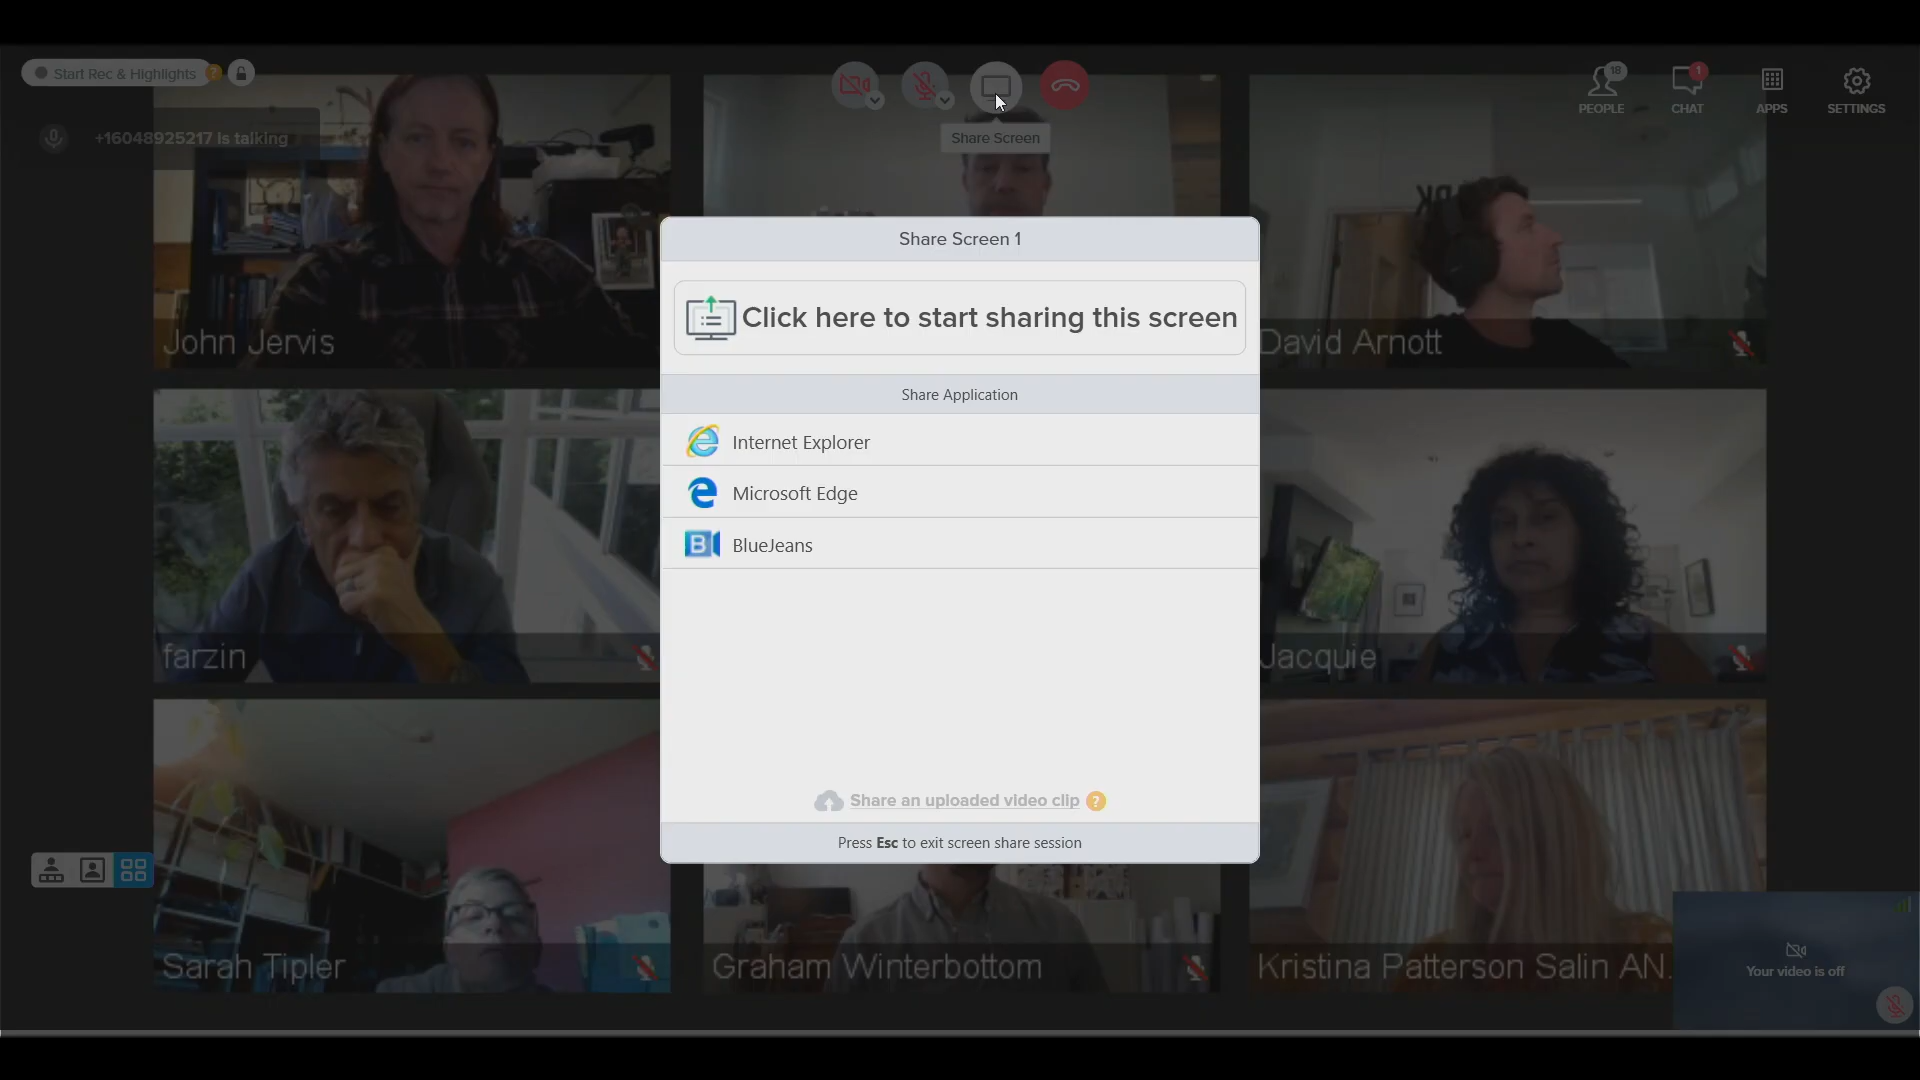 Start Rec & Highlights ?
18
1
PEOPLE
CHAT
APPS
SETTINGS
+16048925217 is talking
Share Screen
Share Screen 1
Click here to start sharing this screen
John Jervis
David Arnott
Share Application
Internet Explorer
Microsoft Edge
B BlueJeans
farzin
Jacquie
Share an uploaded video clip ?
Press Esc to exit screen share session
Sarah Tipler
Graham Winterbottom
Kristina Patterson Salin AN.
Your video is off